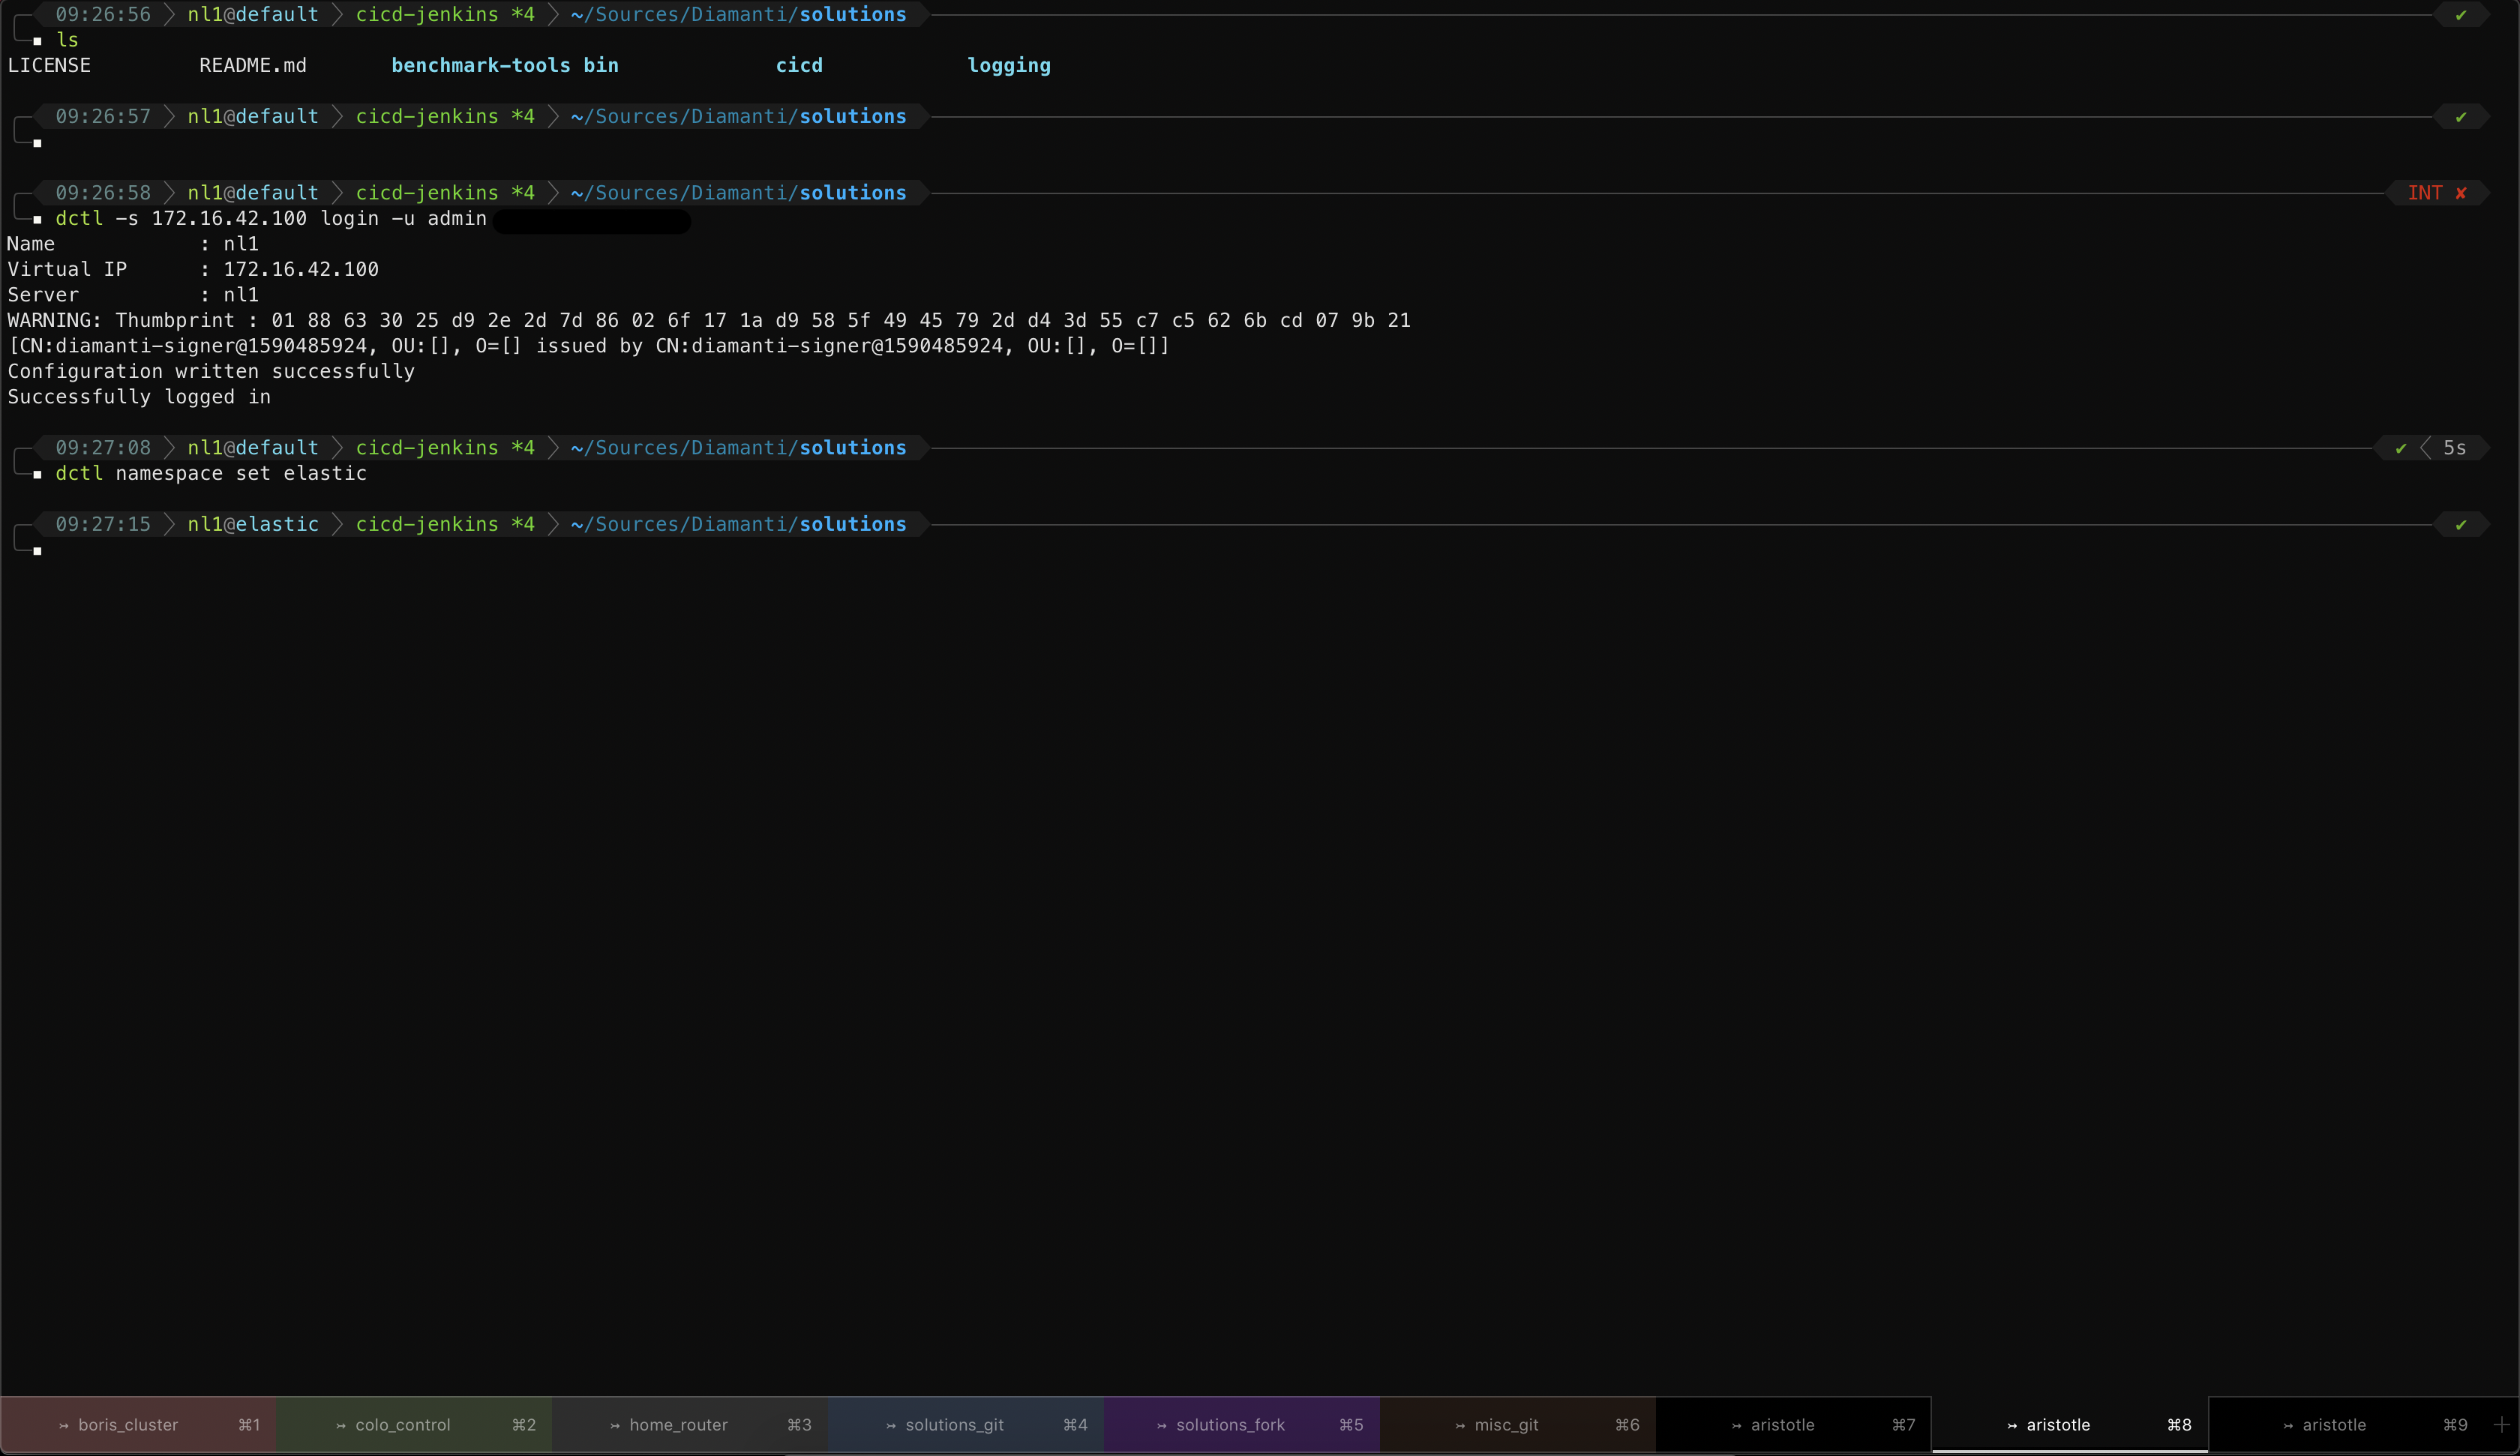 09:26:56 nl1@default cicd-jenkins *4 ~/Sources/Diamanti/solutions ✔
ls
LICENSE README.md benchmark-tools bin cicd logging
09:26:57 nl1@default cicd-jenkins *4 ~/Sources/Diamanti/solutions ✔
09:26:58 nl1@default cicd-jenkins *4 ~/Sources/Diamanti/solutions INT ✘
dctl -s 172.16.42.100 login -u admin
Name : nl1
Virtual IP : 172.16.42.100
Server : nl1
WARNING: Thumbprint : 01 88 63 30 25 d9 2e 2d 7d 86 02 6f 17 1a d9 58 5f 49 45 79 2d d4 3d 55 c7 c5 62 6b cd 07 9b 21
[CN:diamanti-signer@1590485924, OU:[], O=[] issued by CN:diamanti-signer@1590485924, OU:[], O=[]]
Configuration written successfully
Successfully logged in
09:27:08 nl1@default cicd-jenkins *4 ~/Sources/Diamanti/solutions ✔ 5s
dctl namespace set elastic
09:27:15 nl1@elastic cicd-jenkins *4 ~/Sources/Diamanti/solutions ✔
boris_cluster ⌘1 colo_control ⌘2 home_router ⌘3 solutions_git ⌘4 solutions_fork ⌘5 misc_git ⌘6 aristotle ⌘7 aristotle ⌘8 aristotle ⌘9 +